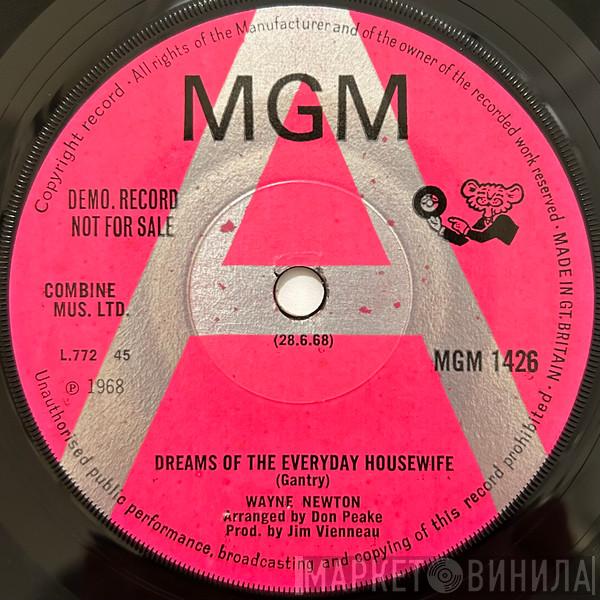 Copyright record · All rights of the Manufacturer and of the owner of the recorded work reserved · MADE IN GT. BRITAIN ·
Unauthorised public performance, broadcasting and copying of this record prohibited ·
MGM
DEMO. RECORD
NOT FOR SALE
COMBINE
MUS. LTD.
L.772 45
℗ 1968
(28.6.68)
MGM 1426
A
DREAMS OF THE EVERYDAY HOUSEWIFE
(Gantry)
WAYNE NEWTON
Arranged by Don Peake
Prod. by Jim Vienneau
МАРКЕТ ВИНИЛА